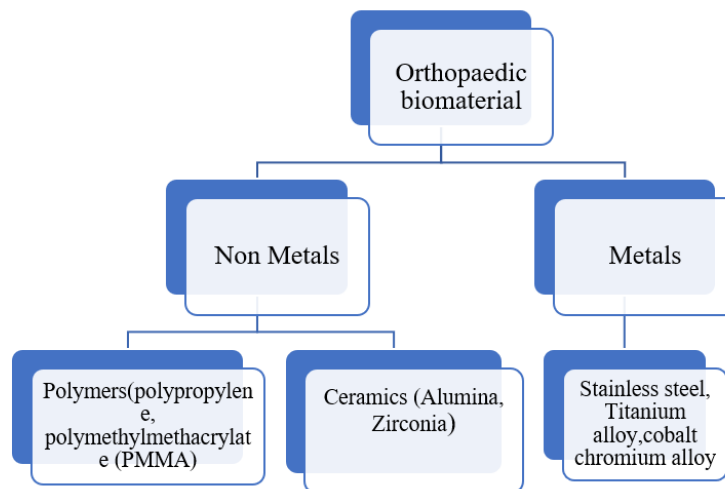 Orthopaedic
biomaterial
Non Metals
Metals
Polymers(polypropylen
e,
polymethylmethacrylat
e (PMMA)
Ceramics (Alumina,
Zirconia)
Stainless steel,
Titanium
alloy,cobalt
chromium alloy